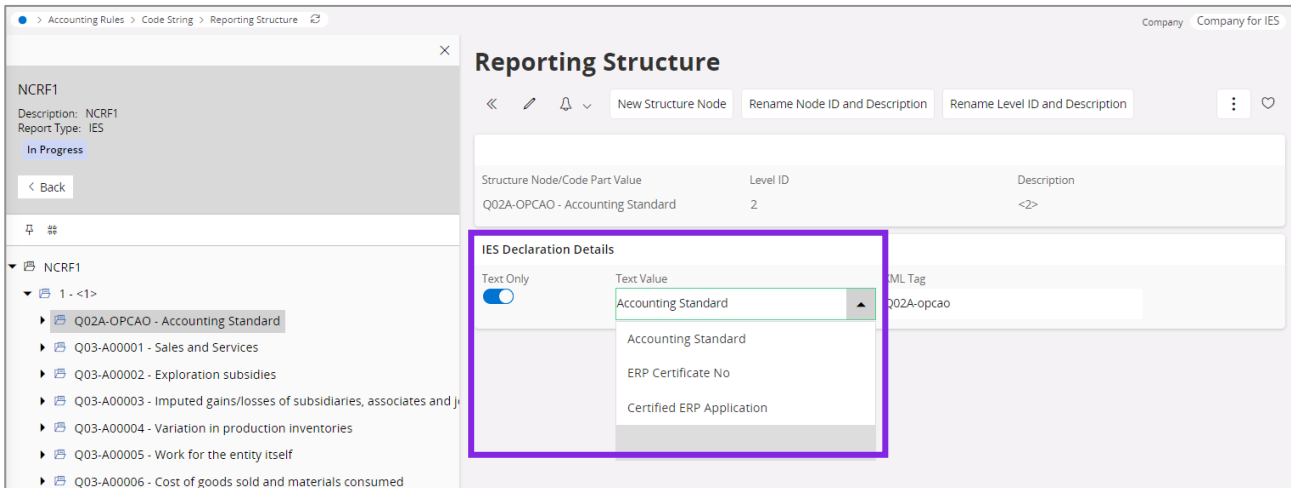 > Accounting Rules > Code String > Reporting Structure
Company Company for IES
NCRF1
Description: NCRF1
Report Type: IES
In Progress
< Back
NCRF1
1 - <1>
Q02A-OPCAO - Accounting Standard
Q03-A00001 - Sales and Services
Q03-A00002 - Exploration subsidies
Q03-A00003 - Imputed gains/losses of subsidiaries, associates and j
Q03-A00004 - Variation in production inventories
Q03-A00005 - Work for the entity itself
Q03-A00006 - Cost of goods sold and materials consumed
Reporting Structure
New Structure Node Rename Node ID and Description Rename Level ID and Description
Structure Node/Code Part Value Level ID Description
Q02A-OPCAO - Accounting Standard 2 <2>
IES Declaration Details
Text Only Text Value XML Tag
Accounting Standard Q02A-opcao
Accounting Standard
ERP Certificate No
Certified ERP Application